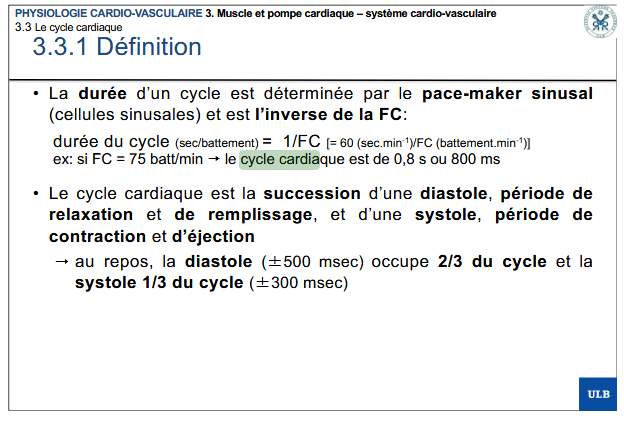 PHYSIOLOGIE CARDIO-VASCULAIRE 3. Muscle et pompe cardiaque – système cardio-vasculaire
3.3 Le cycle cardiaque
3.3.1 Définition
• La durée d’un cycle est déterminée par le pace-maker sinusal
(cellules sinusales) et est l’inverse de la FC:
durée du cycle (sec/battement) = 1/FC [= 60 (sec.min⁻¹)/FC (battement.min⁻¹)]
ex: si FC = 75 batt/min → le cycle cardiaque est de 0,8 s ou 800 ms
• Le cycle cardiaque est la succession d’une diastole, période de
relaxation et de remplissage, et d’une systole, période de
contraction et d’éjection
→ au repos, la diastole (±500 msec) occupe 2/3 du cycle et la
systole 1/3 du cycle (±300 msec)
ULB